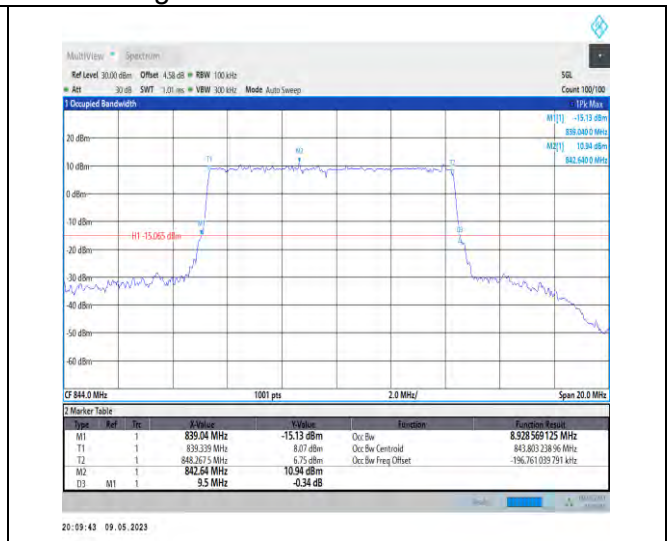 MultiView Spectrum
Ref Level 30.00 dBm Offset 4.58 dB RBW 100 kHz SGL
Att 30 dB SWT 1.01 ms VBW 300 kHz Mode Auto Sweep Count 100/100
1 Occupied Bandwidth 1Pk Max
M1[1] -15.13 dBm
839.040 0 MHz
M2[1] 10.94 dBm
842.640 0 MHz
20 dBm
M2
T1 T2
10 dBm
0 dBm
-10 dBm
M1 D3
H1 -15.065 dBm
-20 dBm
-30 dBm
-40 dBm
-50 dBm
-60 dBm
CF 844.0 MHz 1001 pts 2.0 MHz/ Span 20.0 MHz
2 Marker Table
Type Ref Trc X-Value Y-Value Function Function Result
M1 1 839.04 MHz -15.13 dBm Occ Bw 8.928 569 125 MHz
T1 1 839.339 MHz 8.07 dBm Occ Bw Centroid 843.803 238 96 MHz
T2 1 848.2675 MHz 6.75 dBm Occ Bw Freq Offset -196.761 039 791 kHz
M2 1 842.64 MHz 10.94 dBm
D3 M1 1 9.5 MHz -0.34 dB
20:09:43 09.05.2023